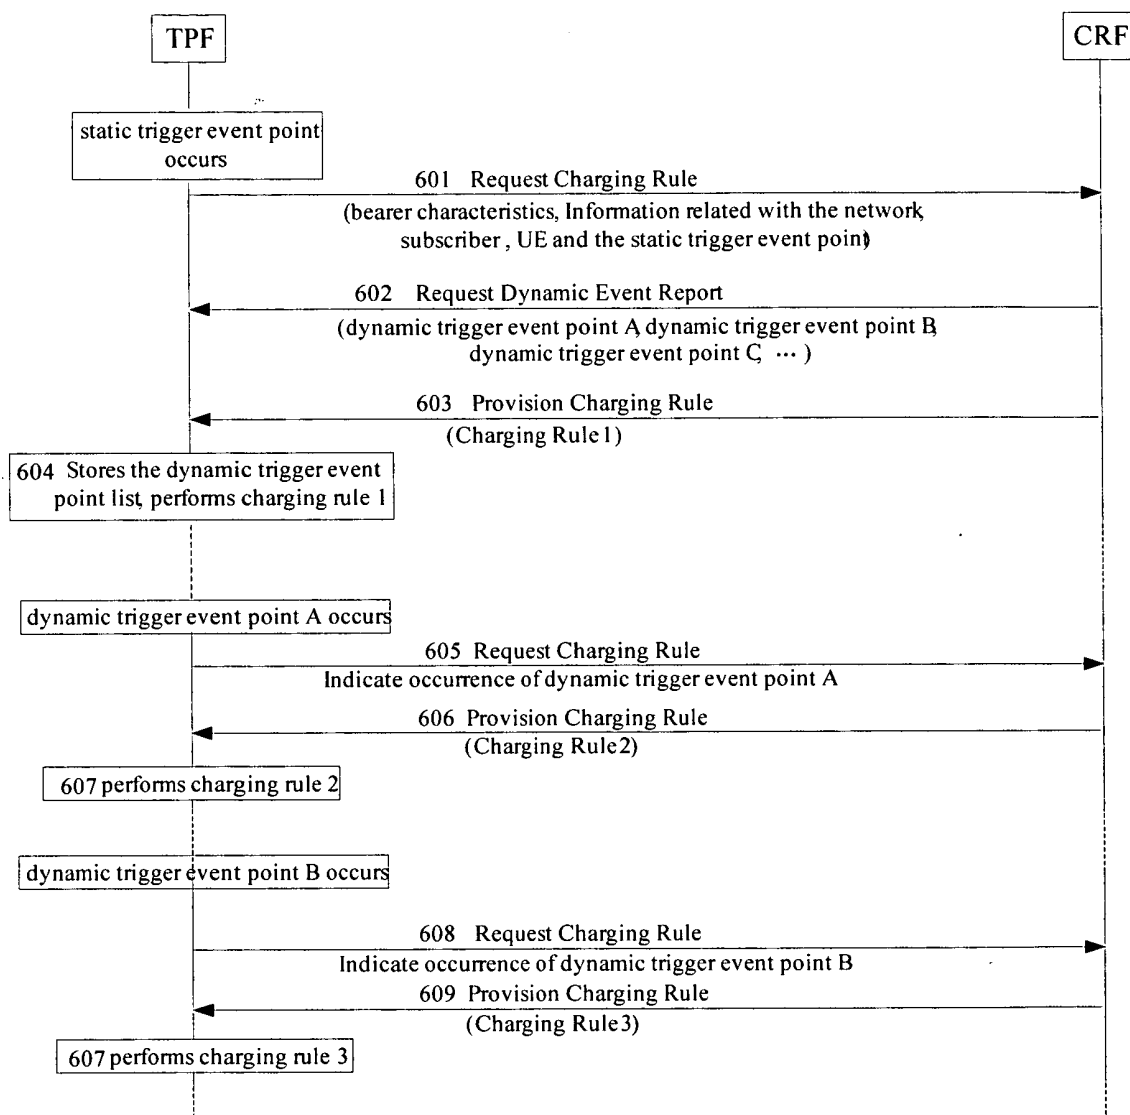 TPF
CRF
static trigger event point
occurs
601 Request Charging Rule
(bearer characteristics, Information related with the network,
subscriber , UE and the static trigger event point)
602 Request Dynamic Event Report
(dynamic trigger event point A, dynamic trigger event point B,
dynamic trigger event point C, ··· )
603 Provision Charging Rule
(Charging Rule 1)
604 Stores the dynamic trigger event
point list, performs charging rule 1
dynamic trigger event point A occurs
605 Request Charging Rule
Indicate occurrence of dynamic trigger event point A
606 Provision Charging Rule
(Charging Rule 2)
607 performs charging rule 2
dynamic trigger event point B occurs
608 Request Charging Rule
Indicate occurrence of dynamic trigger event point B
609 Provision Charging Rule
(Charging Rule 3)
607 performs charging rule 3